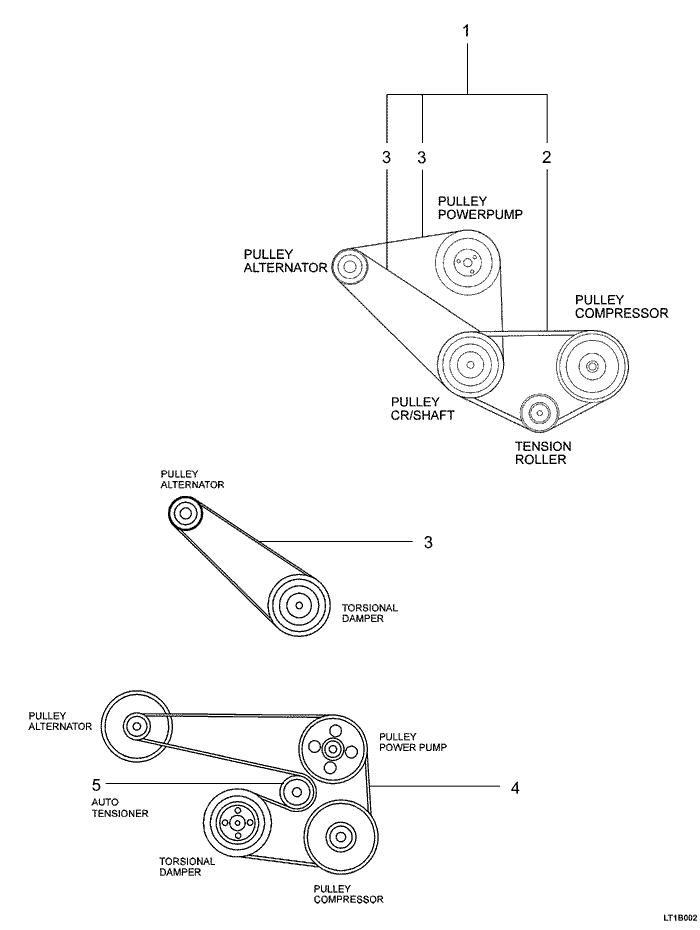 1
3 3 2
PULLEY
POWERPUMP
PULLEY
ALTERNATOR
PULLEY
COMPRESSOR
PULLEY
CR/SHAFT
TENSION
ROLLER
PULLEY
ALTERNATOR
3
TORSIONAL
DAMPER
PULLEY
ALTERNATOR
PULLEY
POWER PUMP
5
AUTO
TENSIONER
4
TORSIONAL
DAMPER
PULLEY
COMPRESSOR
LT1B002